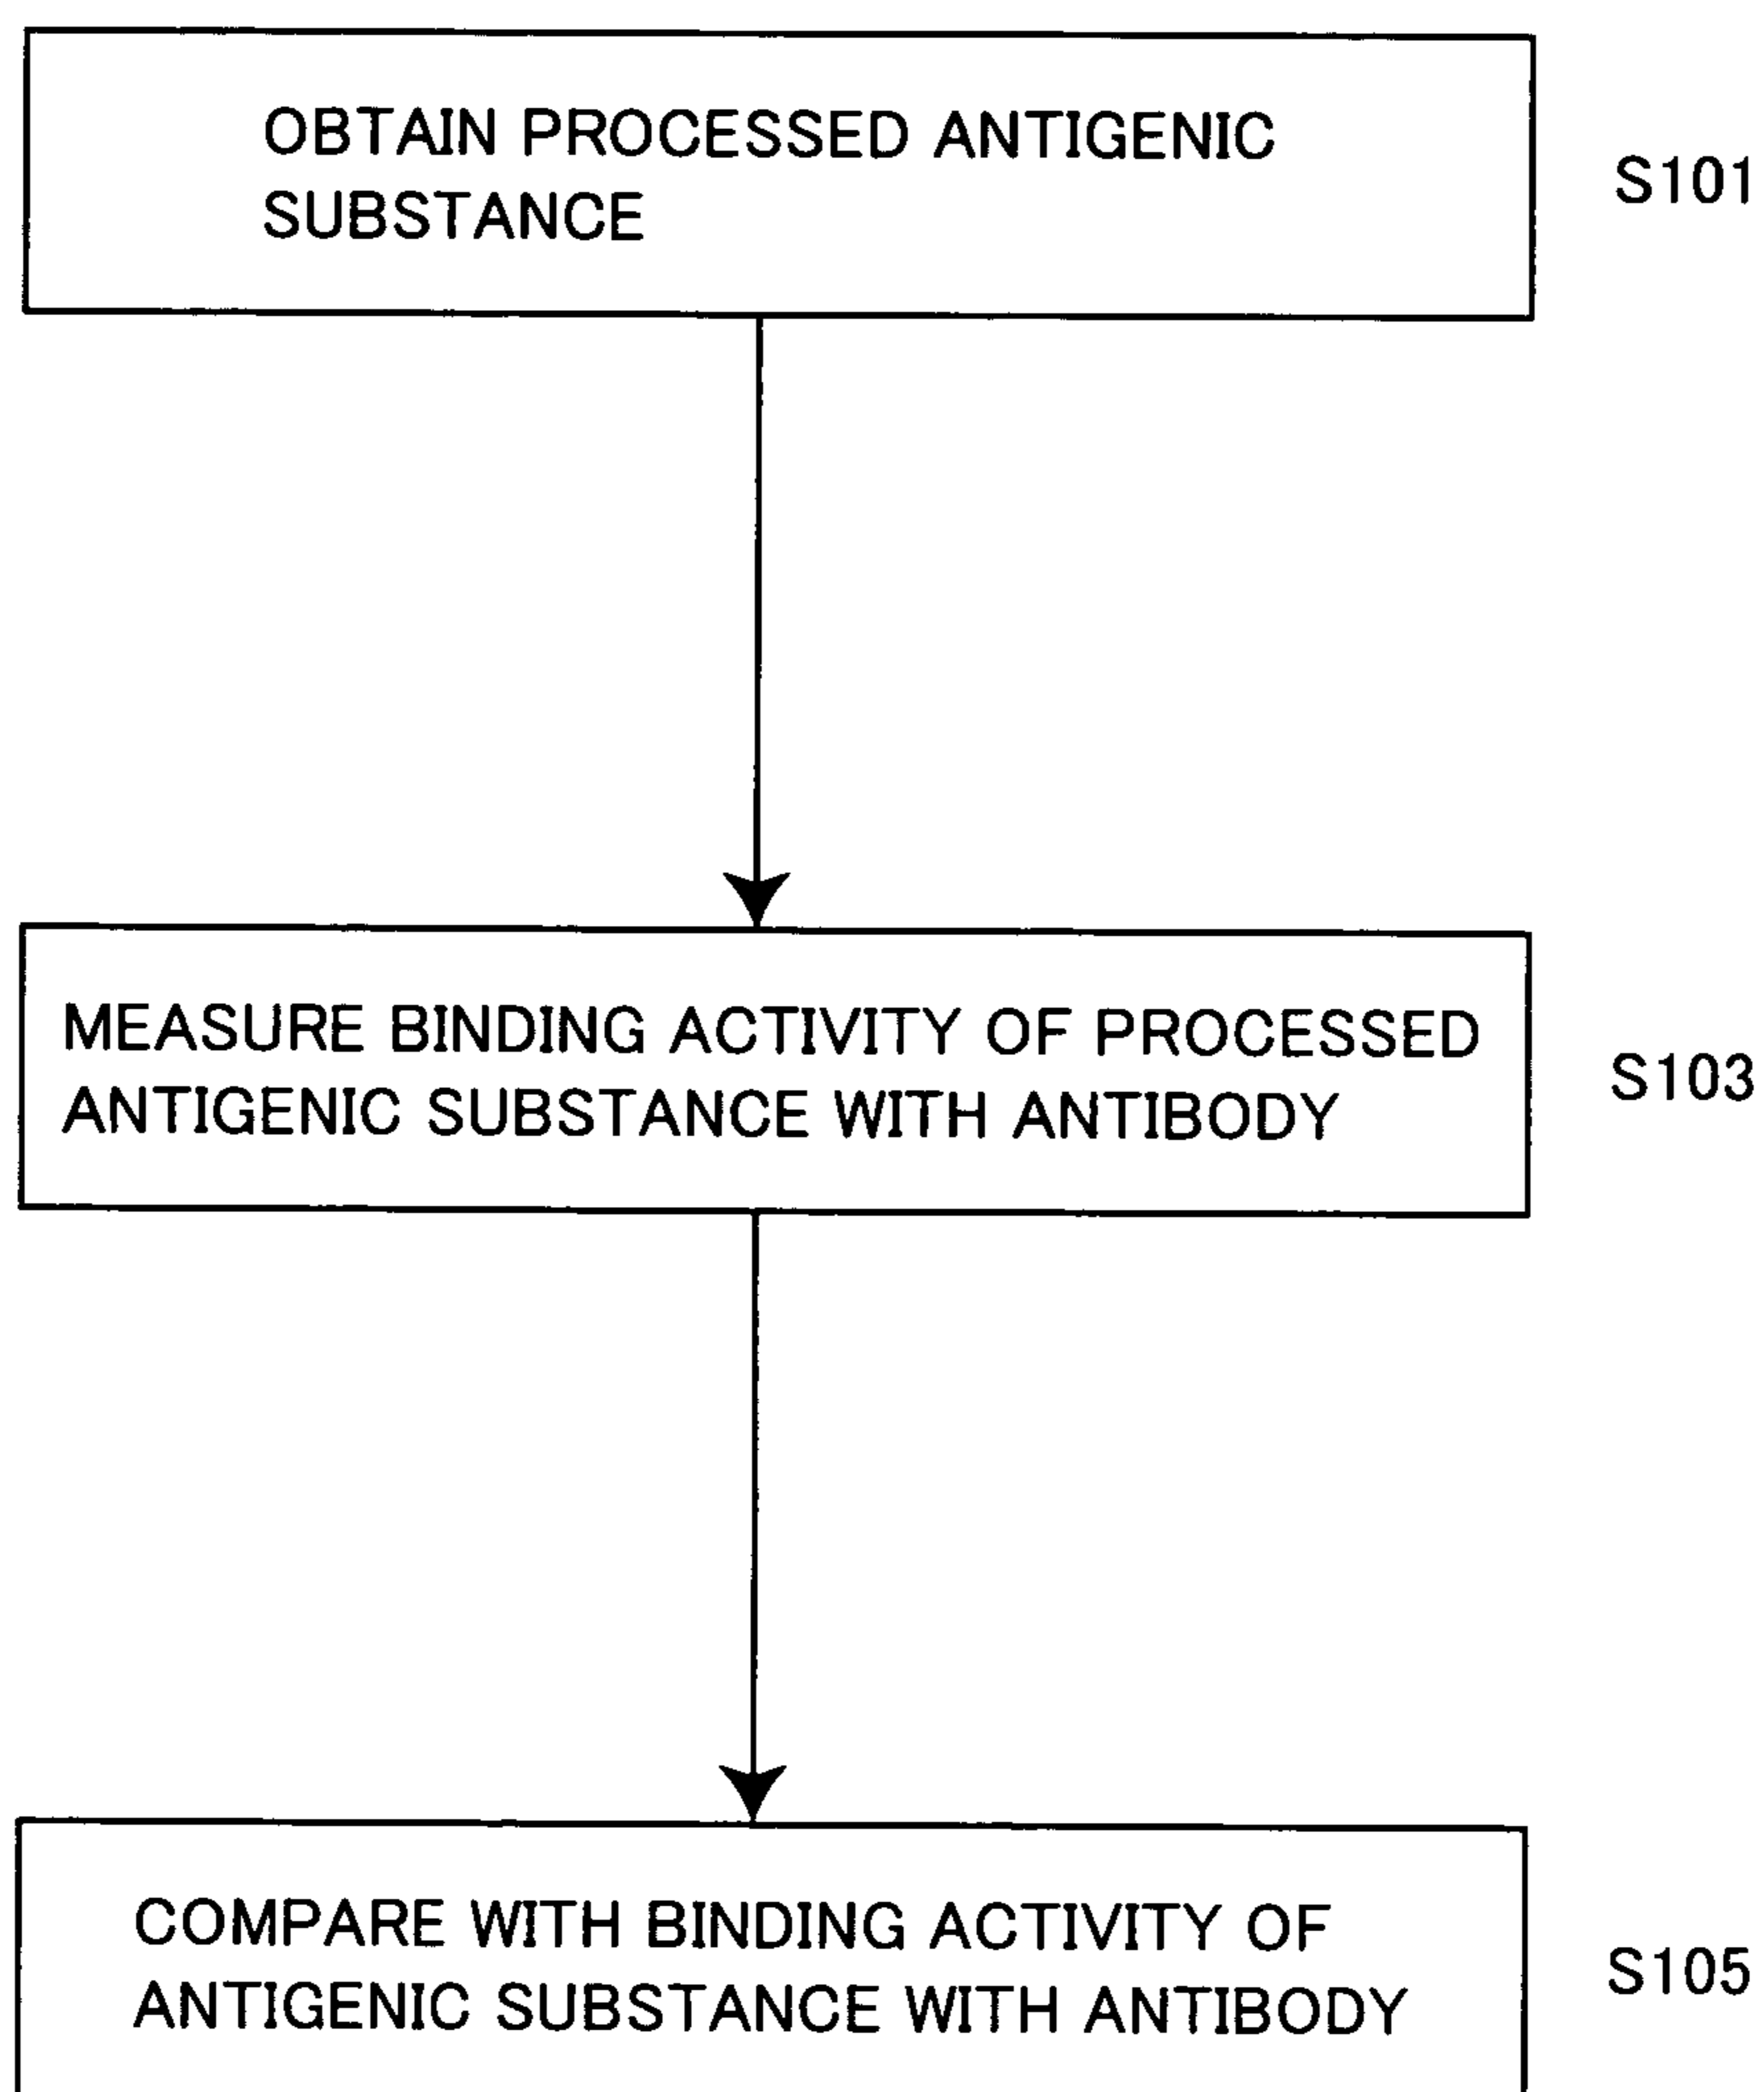 OBTAIN PROCESSED ANTIGENIC
SUBSTANCE
S101
MEASURE BINDING ACTIVITY OF PROCESSED
ANTIGENIC SUBSTANCE WITH ANTIBODY
S103
COMPARE WITH BINDING ACTIVITY OF
ANTIGENIC SUBSTANCE WITH ANTIBODY
S105